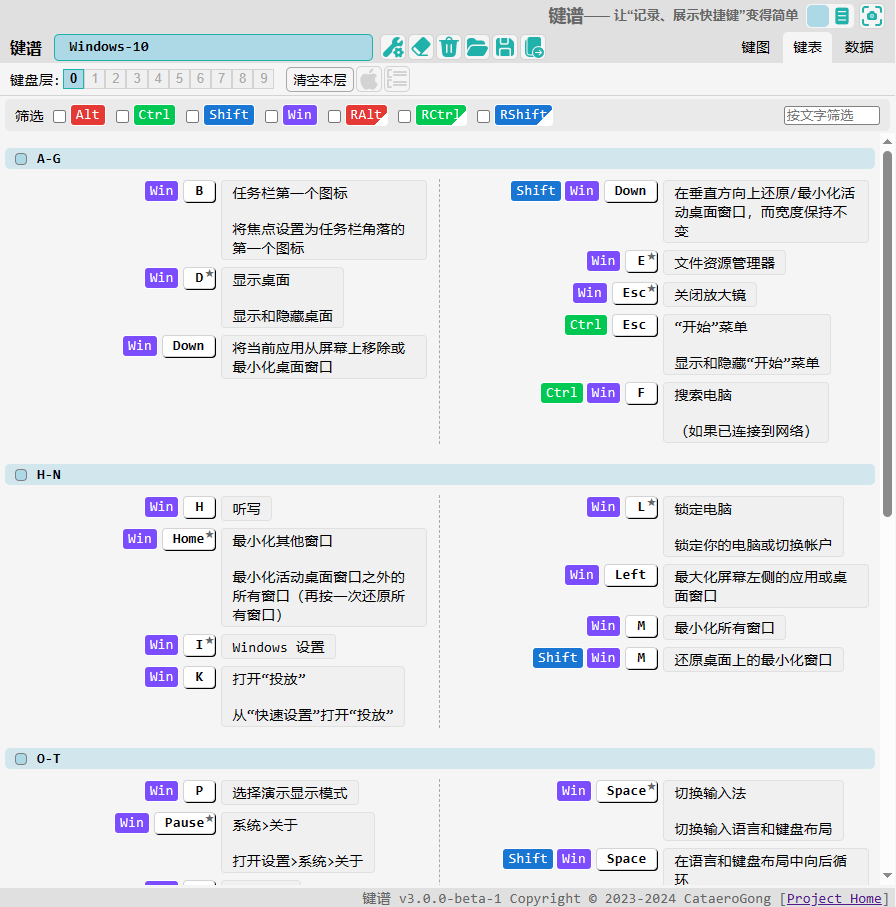 键谱—— 让“记录、展示快捷键”变得简单
键谱 Windows-10 键图 键表 数据
键盘层: 0 1 2 3 4 5 6 7 8 9 清空本层
筛选 Alt Ctrl Shift Win RAlt RCtrl RShift 按文字筛选
A-G
Win B 任务栏第一个图标
将焦点设置为任务栏角落的
第一个图标
Win D★ 显示桌面
显示和隐藏桌面
Win Down 将当前应用从屏幕上移除或
最小化桌面窗口
Shift Win Down 在垂直方向上还原/最小化活
动桌面窗口，而宽度保持不
变
Win E★ 文件资源管理器
Win Esc★ 关闭放大镜
Ctrl Esc “开始”菜单
显示和隐藏“开始”菜单
Ctrl Win F 搜索电脑
（如果已连接到网络）
H-N
Win H 听写
Win Home★ 最小化其他窗口
最小化活动桌面窗口之外的
所有窗口（再按一次还原所
有窗口）
Win I★ Windows 设置
Win K 打开“投放”
从“快速设置”打开“投放”
Win L★ 锁定电脑
锁定你的电脑或切换帐户
Win Left 最大化屏幕左侧的应用或桌
面窗口
Win M 最小化所有窗口
Shift Win M 还原桌面上的最小化窗口
O-T
Win P 选择演示显示模式
Win Pause★ 系统>关于
打开设置>系统>关于
Win Space★ 切换输入法
切换输入语言和键盘布局
Shift Win Space 在语言和键盘布局中向后循
环
键谱 v3.0.0-beta-1 Copyright © 2023-2024 CataeroGong [Project Home]